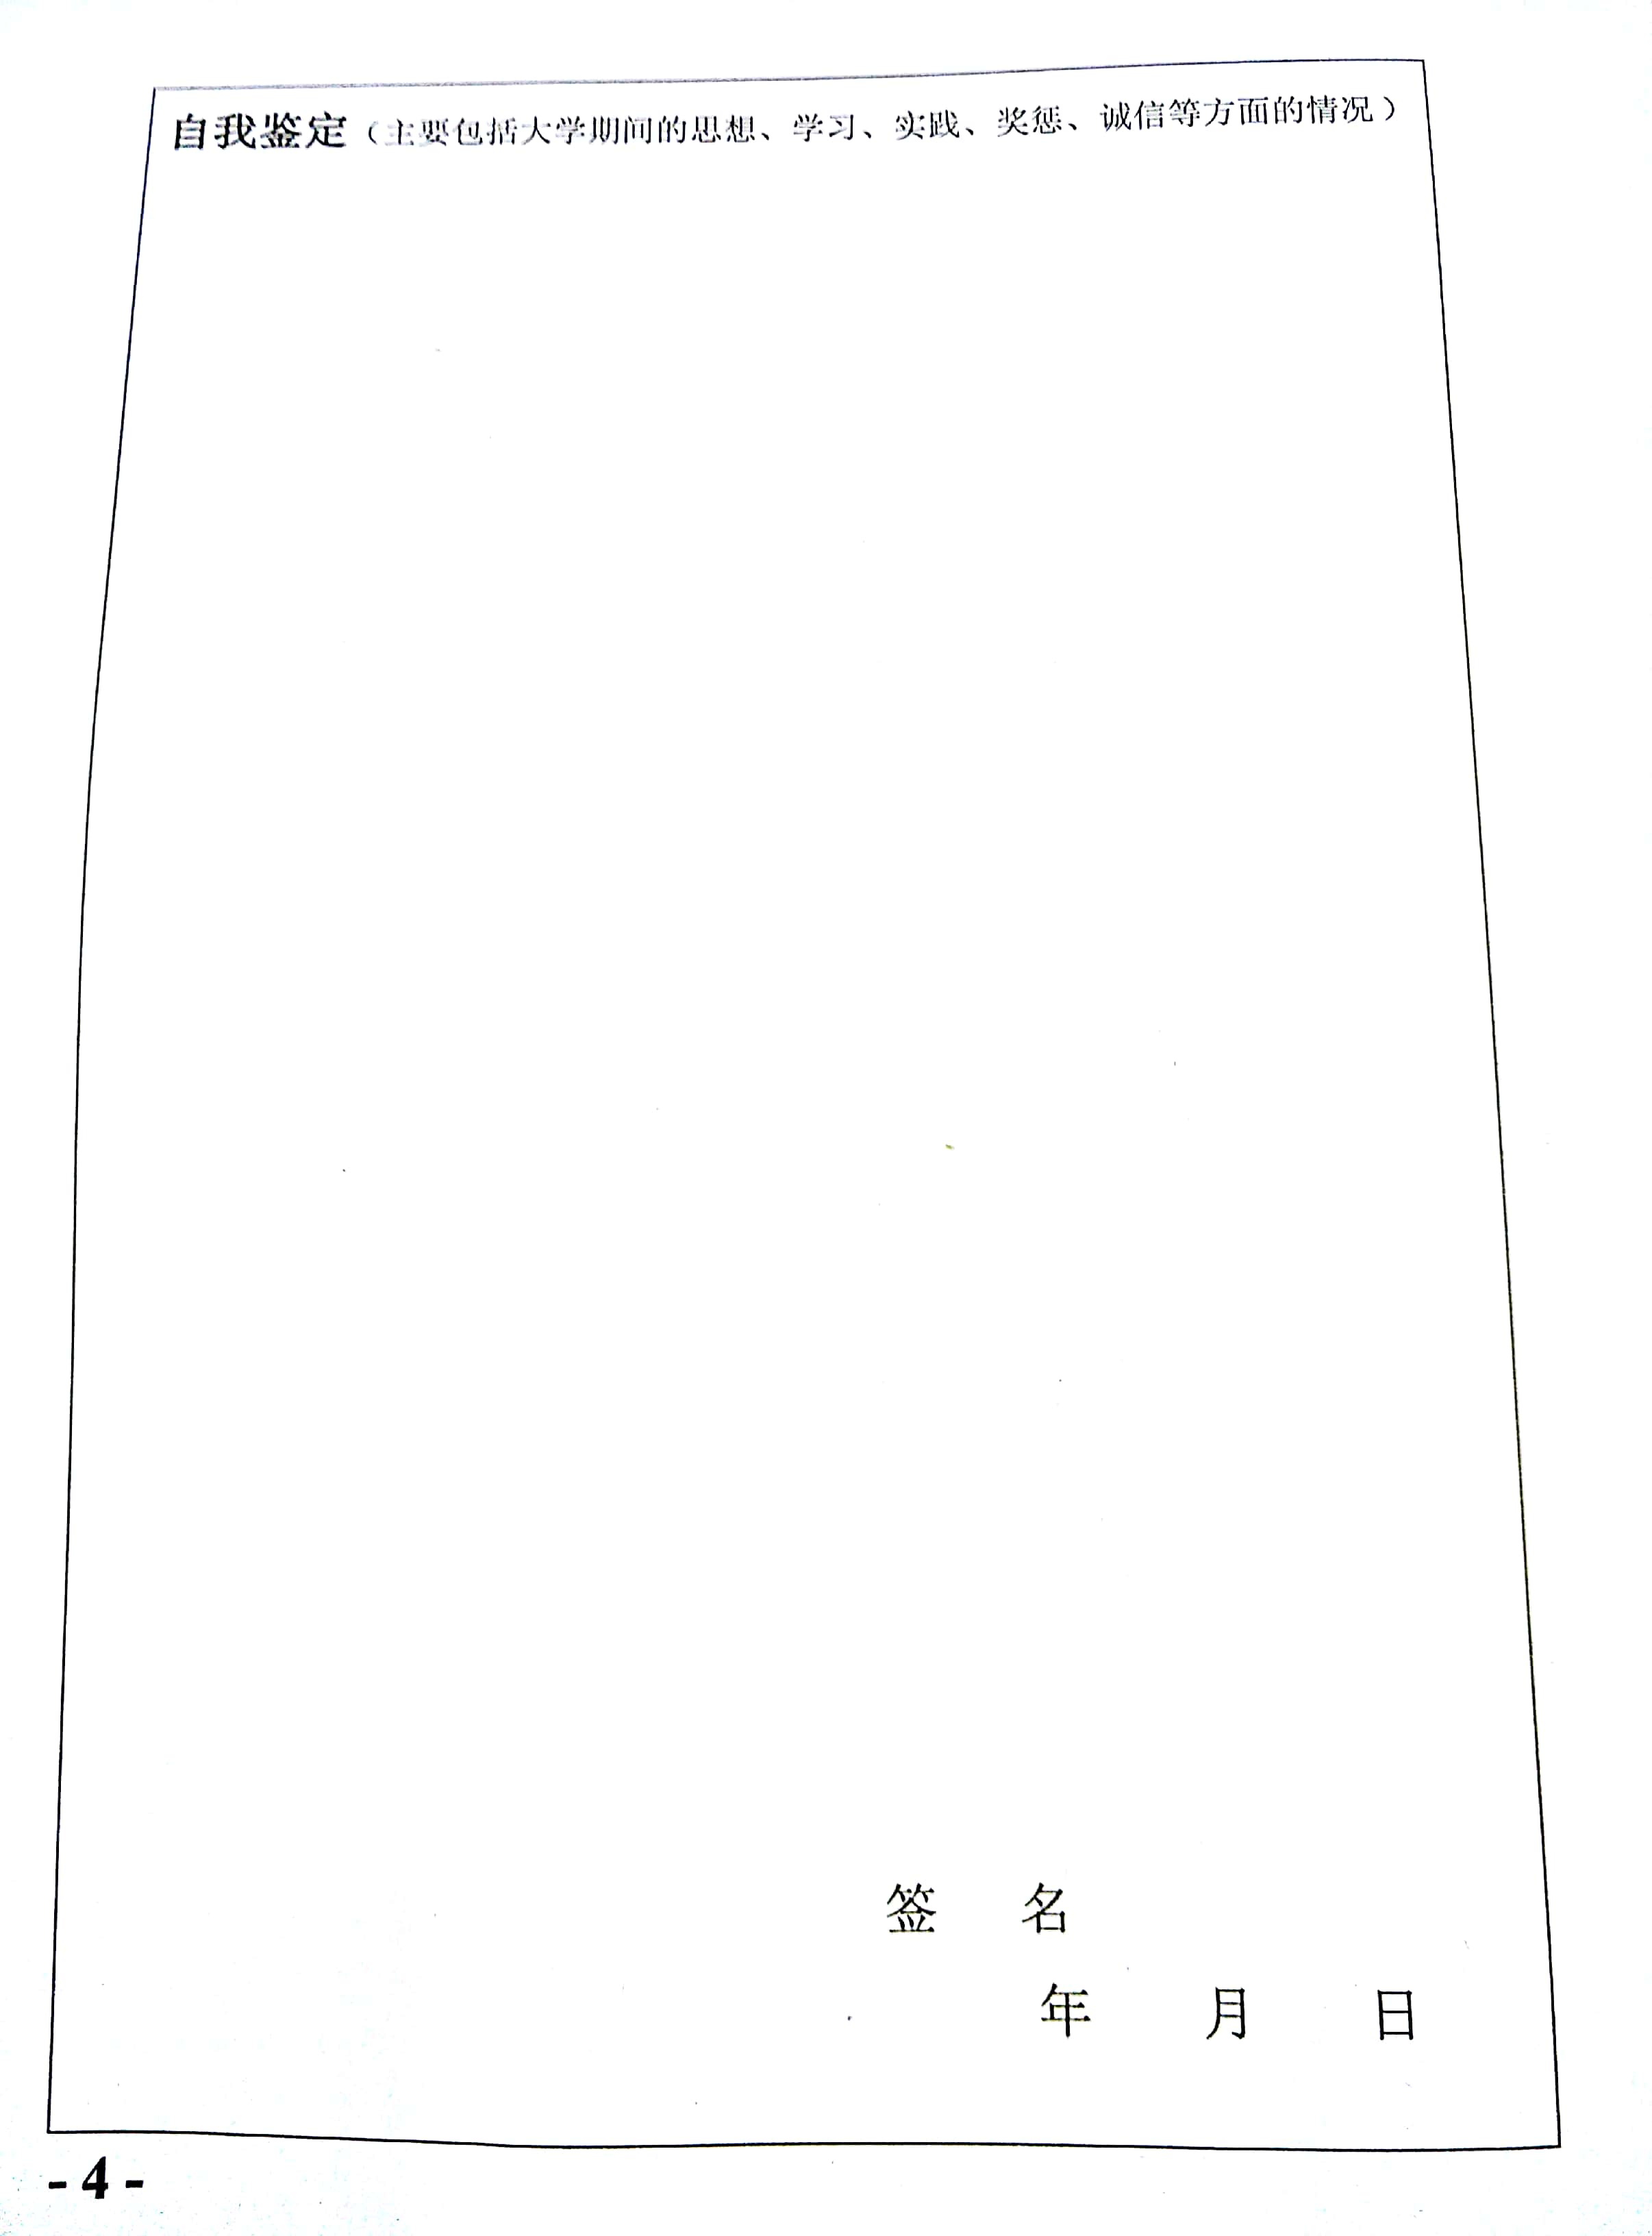 自我鉴定（主要包括大学期间的思想、学习、实践、奖惩、诚信等方面的情况）
签 名
年 月 日
- 4 -